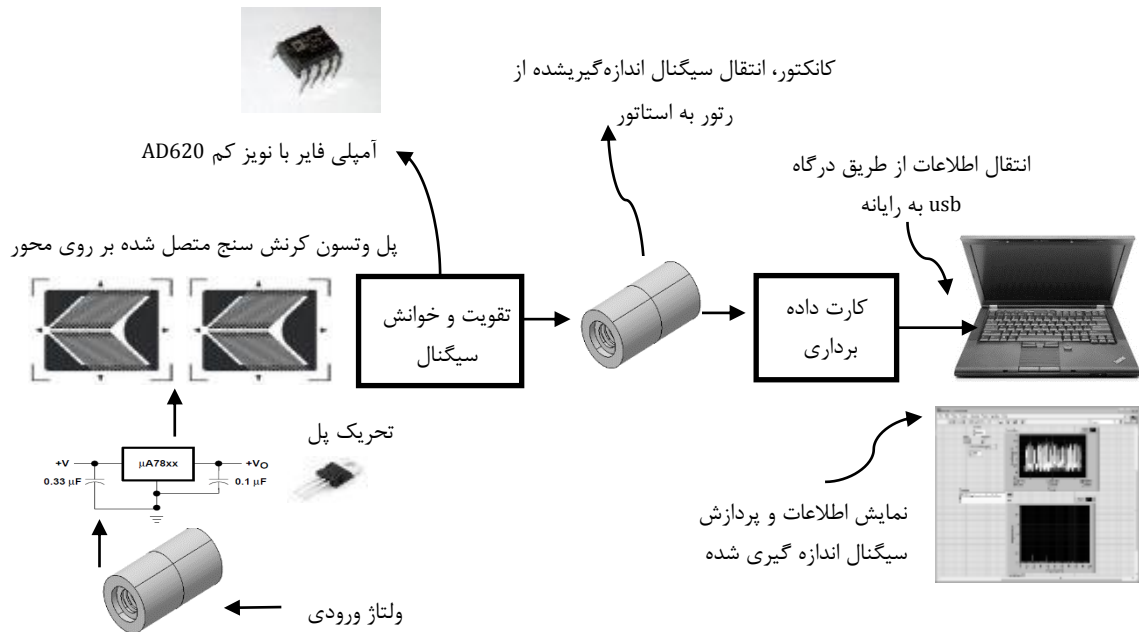 کانکتور، انتقال سیگنال اندازه‌گیریشده از
رتور به استاتور
آمپلی فایر با نویز کم AD620
انتقال اطلاعات از طریق درگاه
usb به رایانه
پل وتسون کرنش سنج متصل شده بر روی محور
تقویت و خوانش
سیگنال
کارت داده
برداری
تحریک پل
+V
μA78xx
+VO
0.33 μF
0.1 μF
نمایش اطلاعات و پردازش
سیگنال اندازه گیری شده
ولتاژ ورودی